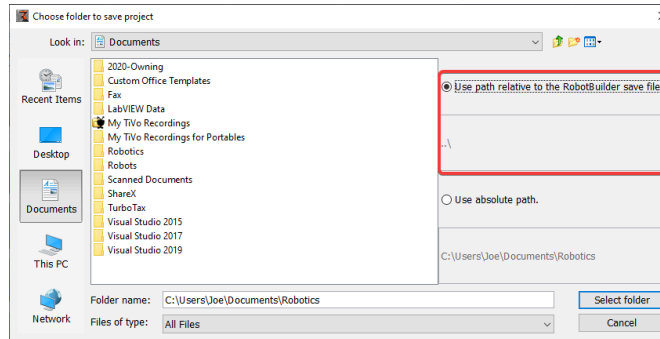 Choose folder to save project
Look in: Documents
Recent Items
Desktop
Documents
This PC
Network
2020-Owning
Custom Office Templates
Fax
LabVIEW Data
My TiVo Recordings
My TiVo Recordings for Portables
Robotics
Robots
Scanned Documents
ShareX
TurboTax
Visual Studio 2015
Visual Studio 2017
Visual Studio 2019
Use path relative to the RobotBuilder save file
..\
Use absolute path.
C:\Users\Joe\Documents\Robotics
Folder name: C:\Users\Joe\Documents\Robotics
Select folder
Files of type: All Files
Cancel